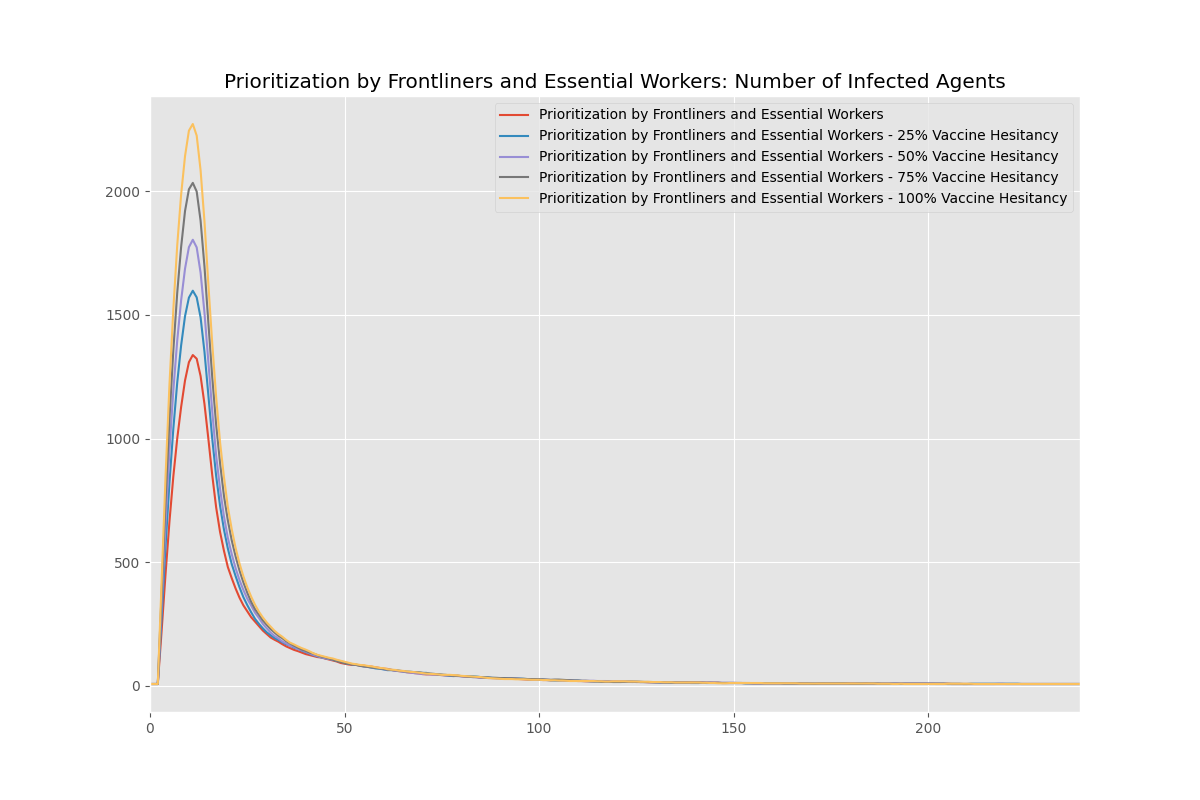 Prioritization by Frontliners and Essential Workers: Number of Infected Agents
Prioritization by Frontliners and Essential Workers
Prioritization by Frontliners and Essential Workers - 25% Vaccine Hesitancy
Prioritization by Frontliners and Essential Workers - 50% Vaccine Hesitancy
Prioritization by Frontliners and Essential Workers - 75% Vaccine Hesitancy
Prioritization by Frontliners and Essential Workers - 100% Vaccine Hesitancy
2000
1500
1000
500
0
0 50 100 150 200